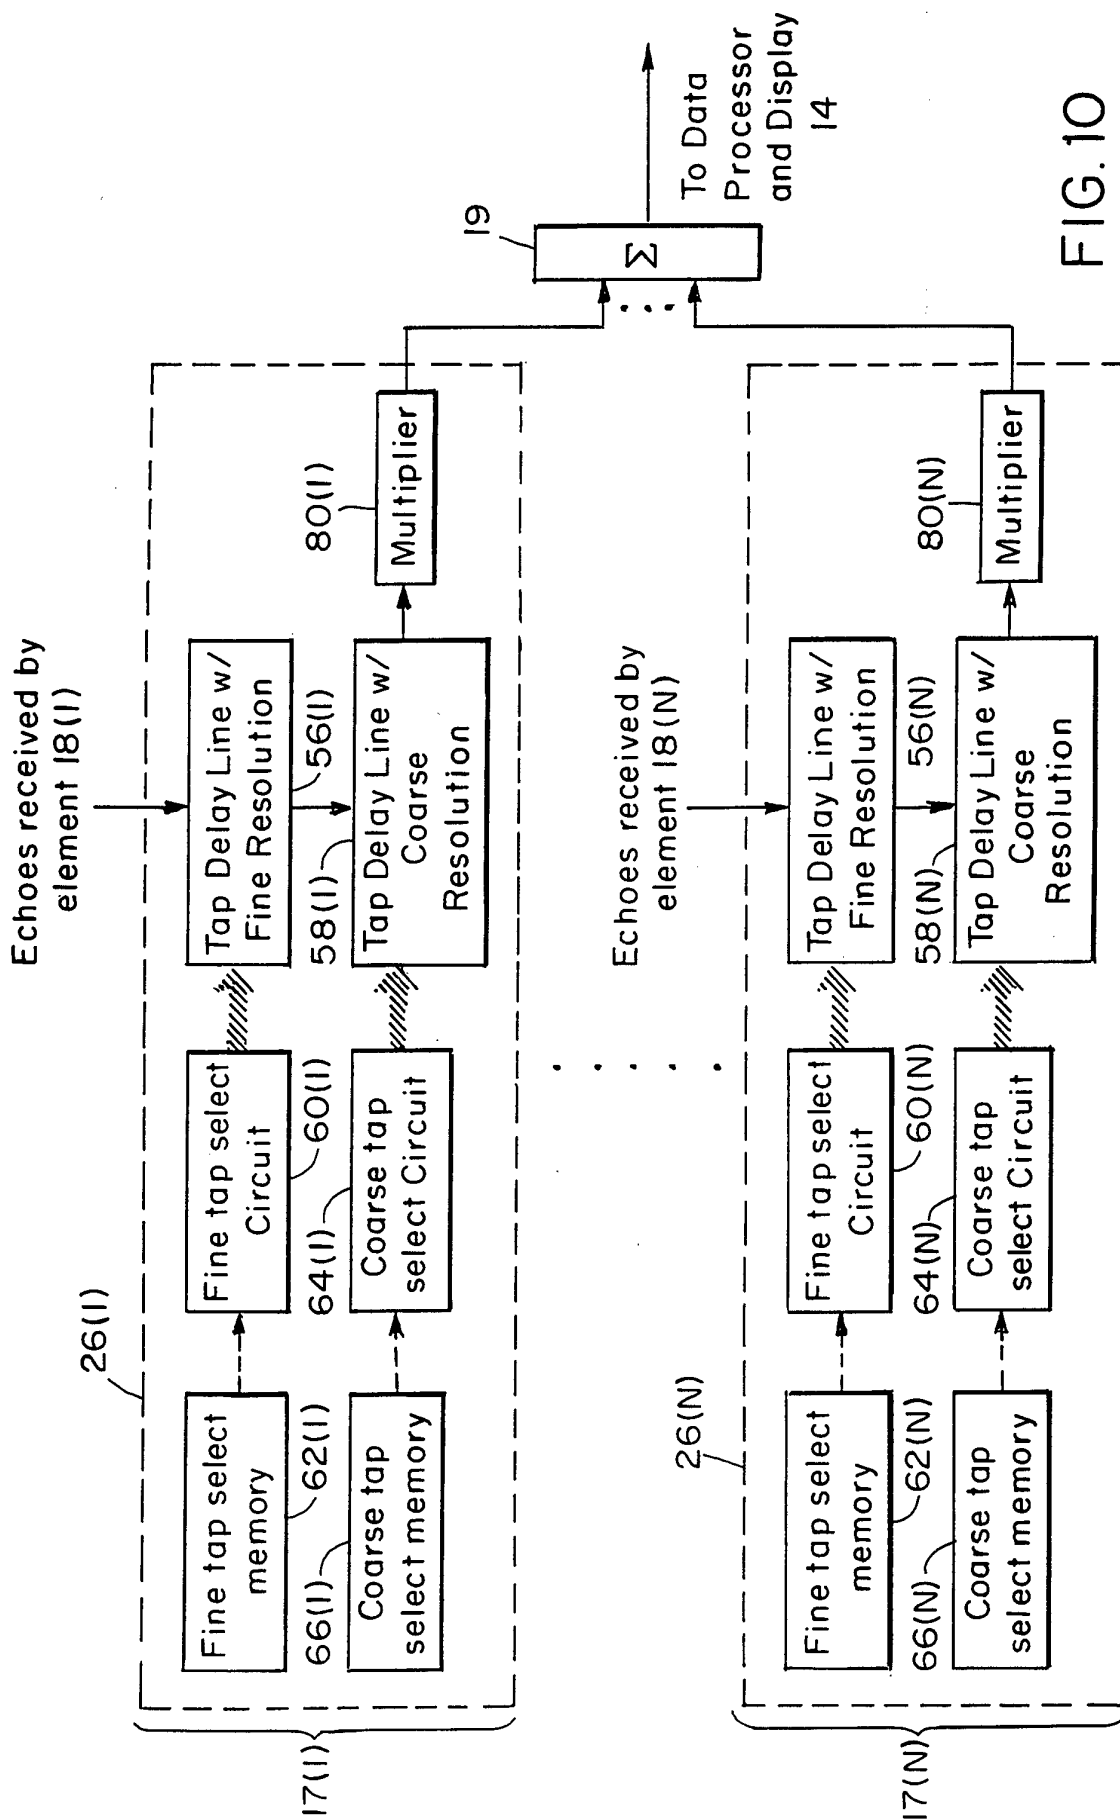 Echoes received by
element 18(1)
26(1)
17(1)
Fine tap select
memory
62(1)
Fine tap select
Circuit
60(1)
Tap Delay Line w/
Fine Resolution
56(1)
66(1)
Coarse tap
select memory
64(1)
Coarse tap
select Circuit
58(1)
Tap Delay Line w/
Coarse
Resolution
80(1)
Multiplier
19
Σ
To Data
Processor
and Display
14
Echoes received by
element 18(N)
26(N)
17(N)
Fine tap select
memory
62(N)
Fine tap select
Circuit
60(N)
Tap Delay Line w/
Fine Resolution
56(N)
66(N)
Coarse tap
select memory
64(N)
Coarse tap
select Circuit
58(N)
Tap Delay Line w/
Coarse
Resolution
80(N)
Multiplier
FIG. 10